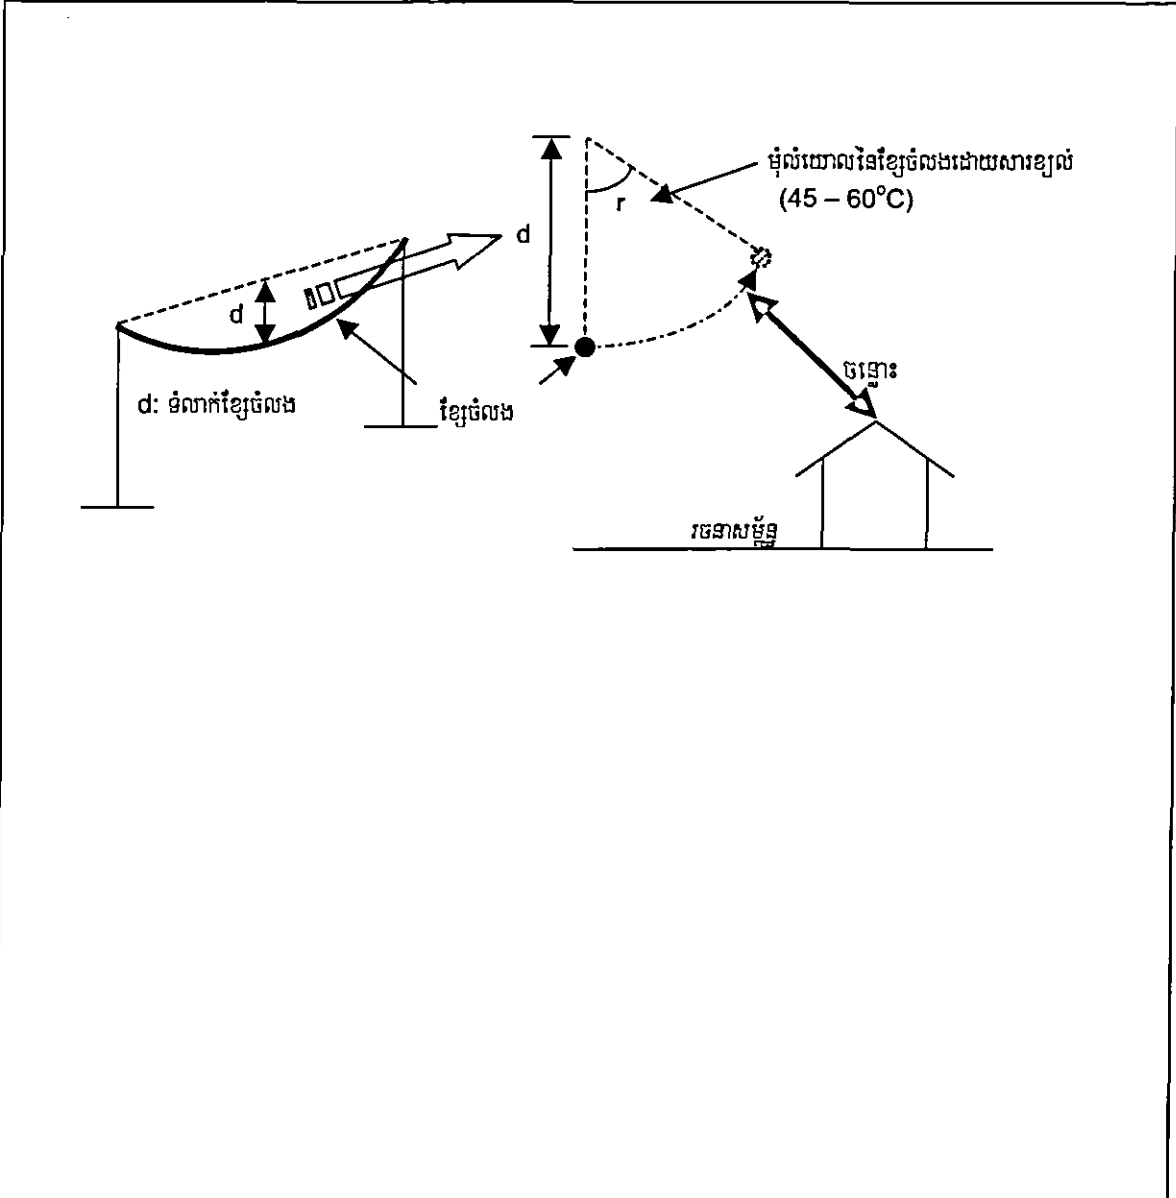 មុំលំយោលនៃខ្សែចំលងដោយសារខ្យល់
(45 – 60°C)
r
d
d
ចន្លោះ
d: ទំលាក់ខ្សែចំលង
ខ្សែចំលង
រចនាសម្ព័ន្ធ